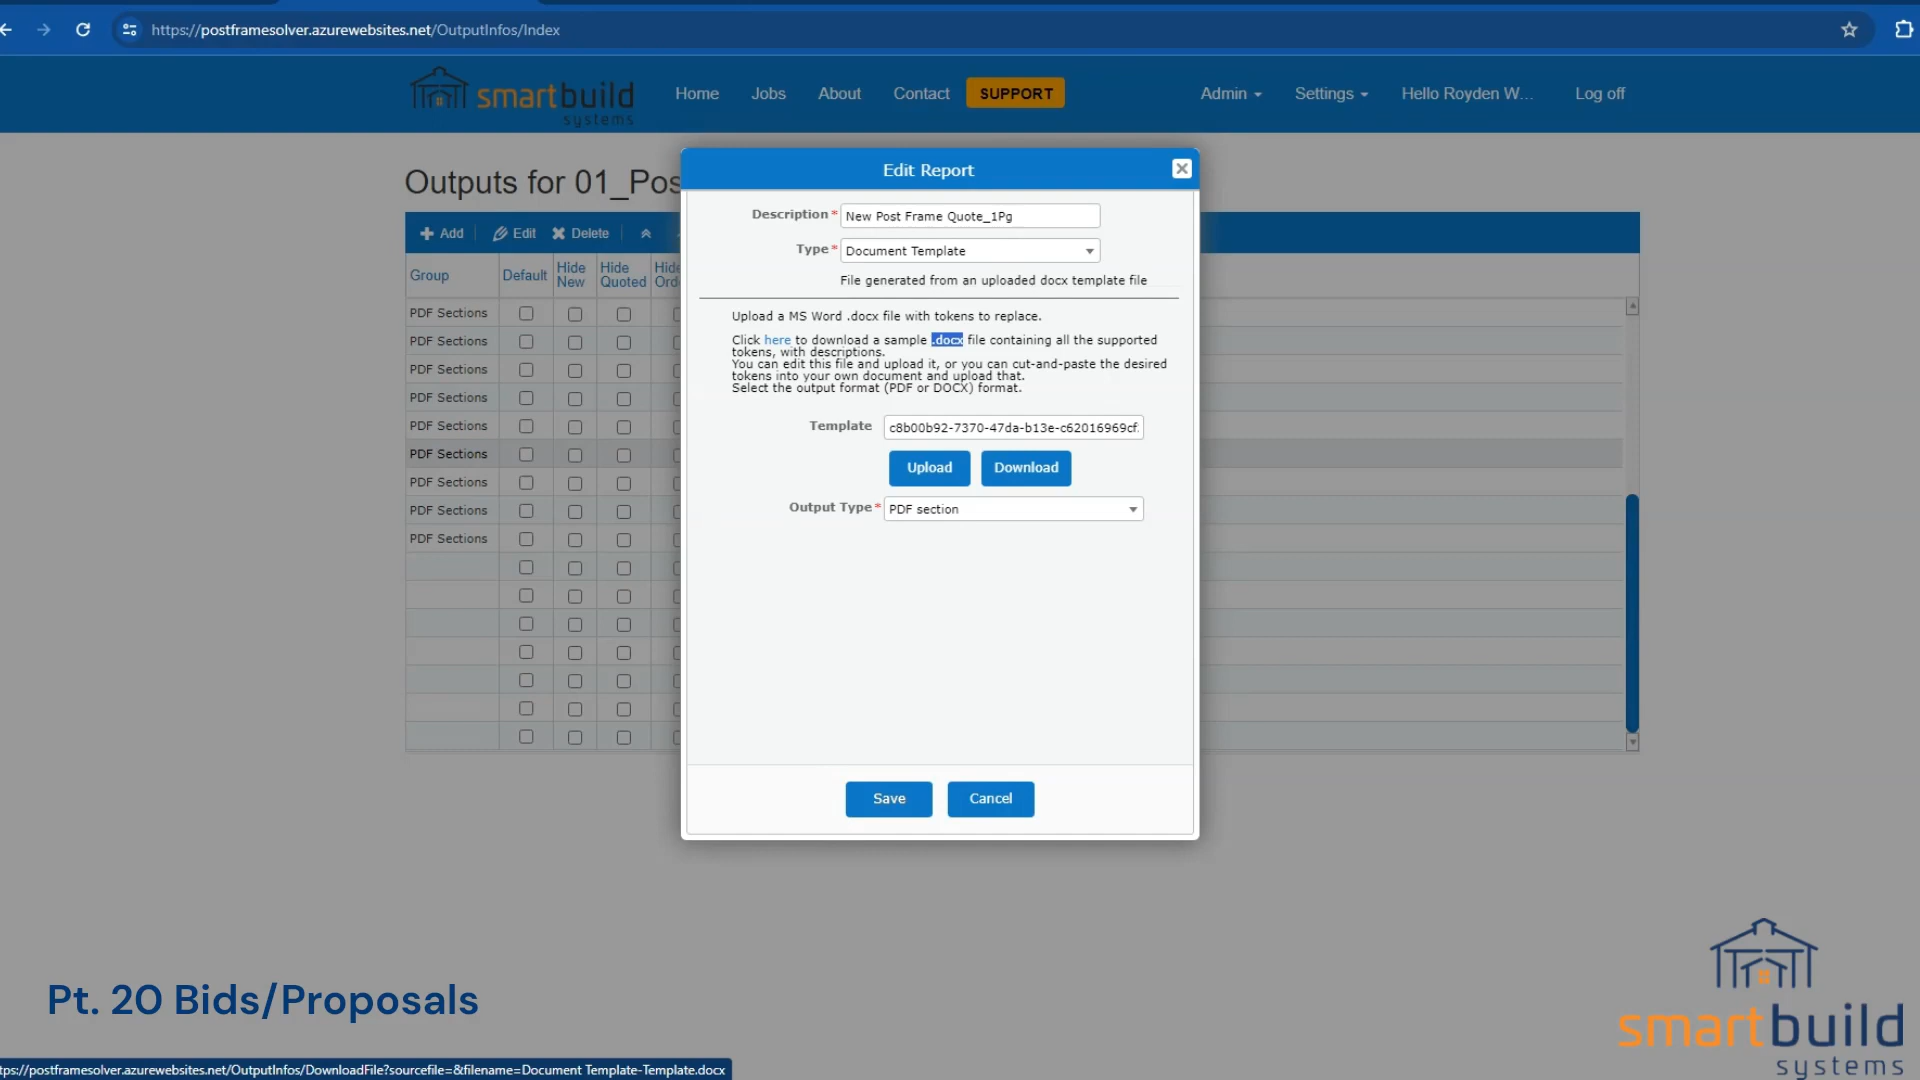 https://postframesolver.azurewebsites.net/OutputInfos/Index
smartbuild
systems
Home
Jobs
About
Contact
SUPPORT
Admin
Settings
Hello Royden W...
Log off
Outputs for 01_Pos
Add
Edit
Delete
Group
Default
Hide
New
Hide
Quoted
Hide
Ord
PDF Sections
PDF Sections
PDF Sections
PDF Sections
PDF Sections
PDF Sections
PDF Sections
PDF Sections
PDF Sections
Edit Report
Description *
New Post Frame Quote_1Pg
Type *
Document Template
File generated from an uploaded docx template file
Upload a MS Word .docx file with tokens to replace.
Click here to download a sample .docx file containing all the supported
tokens, with descriptions.
You can edit this file and upload it, or you can cut-and-paste the desired
tokens into your own document and upload that.
Select the output format (PDF or DOCX) format.
Template
c8b00b92-7370-47da-b13e-c62016969cf
Upload
Download
Output Type *
PDF section
Save
Cancel
Pt. 20 Bids/Proposals
smartbuild
systems
tps://postframesolver.azurewebsites.net/OutputInfos/DownloadFile?sourcefile=&filename=Document Template-Template.docx